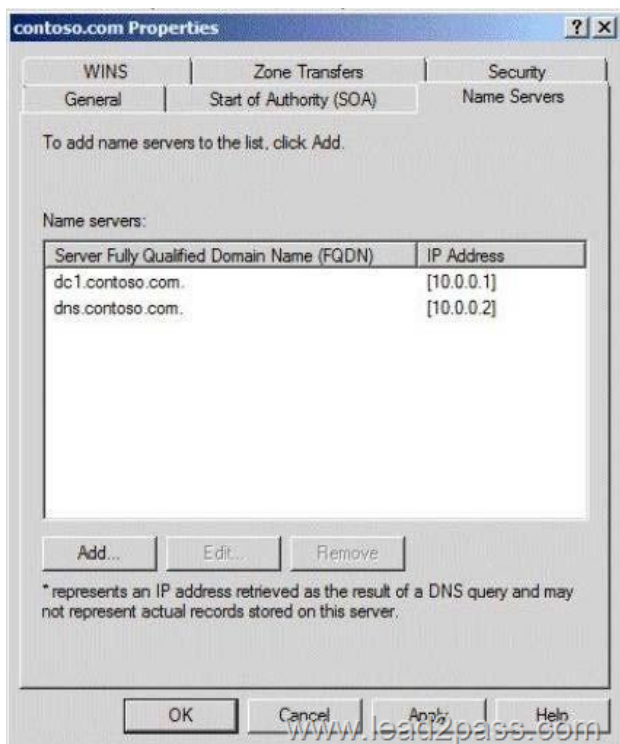 contoso.com Properties
? X
WINS Zone Transfers Security
General Start of Authority (SOA) Name Servers
To add name servers to the list, click Add.
Name servers:
Server Fully Qualified Domain Name (FQDN) IP Address
dc1.contoso.com. [10.0.0.1]
dns.contoso.com. [10.0.0.2]
Add... Edit... Remove
* represents an IP address retrieved as the result of a DNS query and may
not represent actual records stored on this server.
OK Cancel Apply Help
www.lead2pass.com